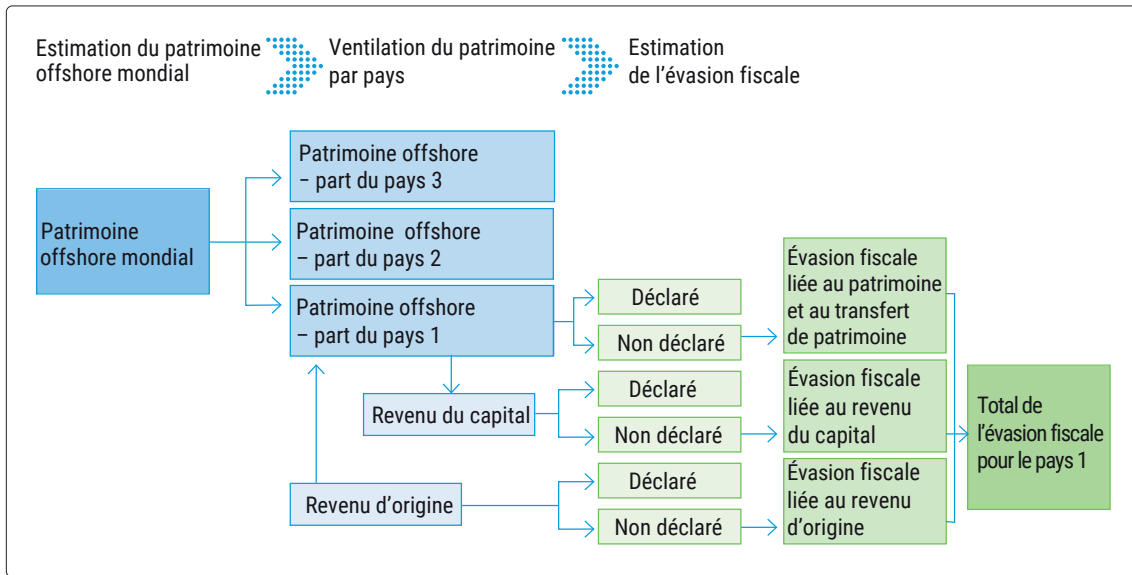 Estimation du patrimoine
offshore mondial
Ventilation du patrimoine
par pays
Estimation
de l'évasion fiscale
Patrimoine
offshore mondial
Patrimoine offshore
– part du pays 3
Patrimoine offshore
– part du pays 2
Patrimoine offshore
– part du pays 1
Revenu du capital
Revenu d'origine
Déclaré
Non déclaré
Déclaré
Non déclaré
Déclaré
Non déclaré
Évasion fiscale
liée au patrimoine
et au transfert
de patrimoine
Évasion fiscale
liée au revenu
du capital
Évasion fiscale
liée au revenu
d'origine
Total de
l'évasion fiscale
pour le pays 1